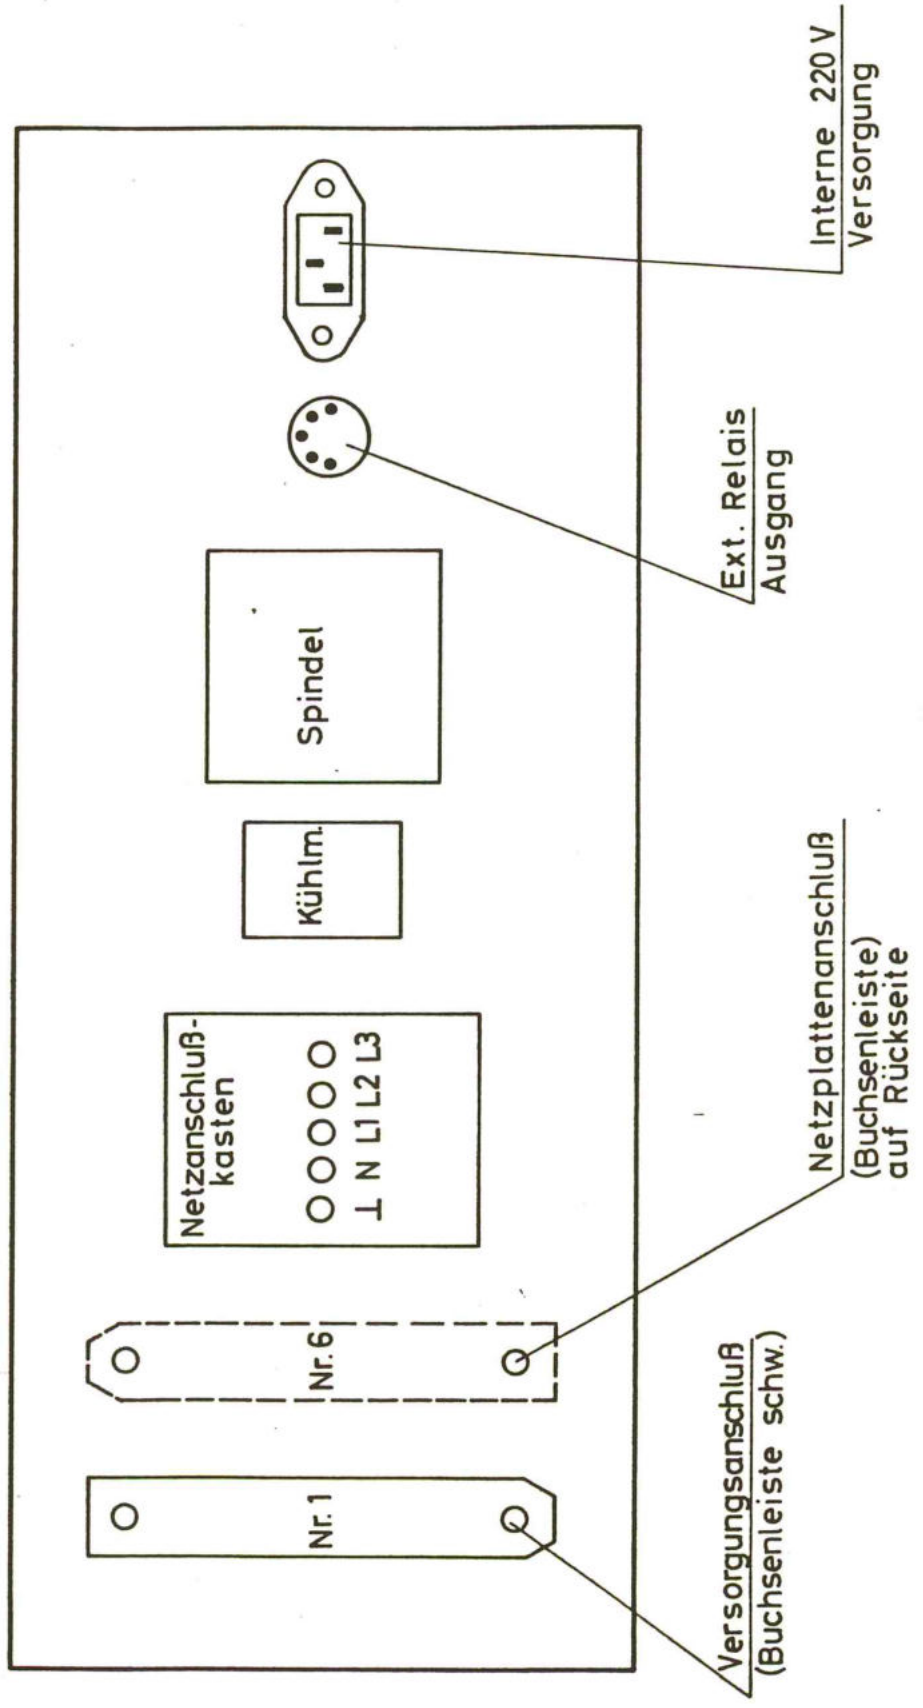 Nr. 1
Nr. 6
Netzanschluß-
kasten
⊥ N L1 L2 L3
Kühlm.
Spindel
Versorgungsanschluß
(Buchsenleiste schw.)
Netzplattenanschluß
(Buchsenleiste)
auf Rückseite
Ext. Relais
Ausgang
Interne 220 V
Versorgung